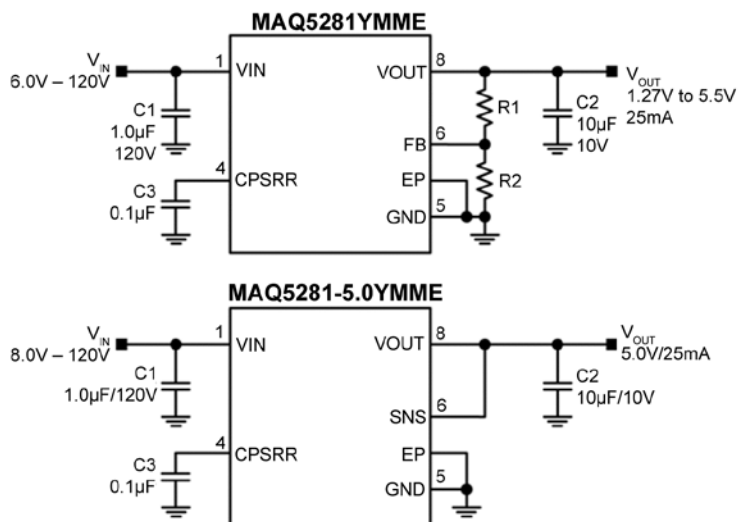 MAQ5281YMME
VIN
6.0V – 120V
1
VIN
VOUT
8
VOUT
1.27V to 5.5V
25mA
C1
1.0µF
120V
R1
C2
10µF
10V
FB
6
4
CPSRR
EP
R2
C3
0.1µF
GND
5
MAQ5281-5.0YMME
VIN
8.0V – 120V
1
VIN
VOUT
8
VOUT
5.0V/25mA
C1
1.0µF/120V
C2
10µF/10V
SNS
6
4
CPSRR
EP
C3
0.1µF
GND
5